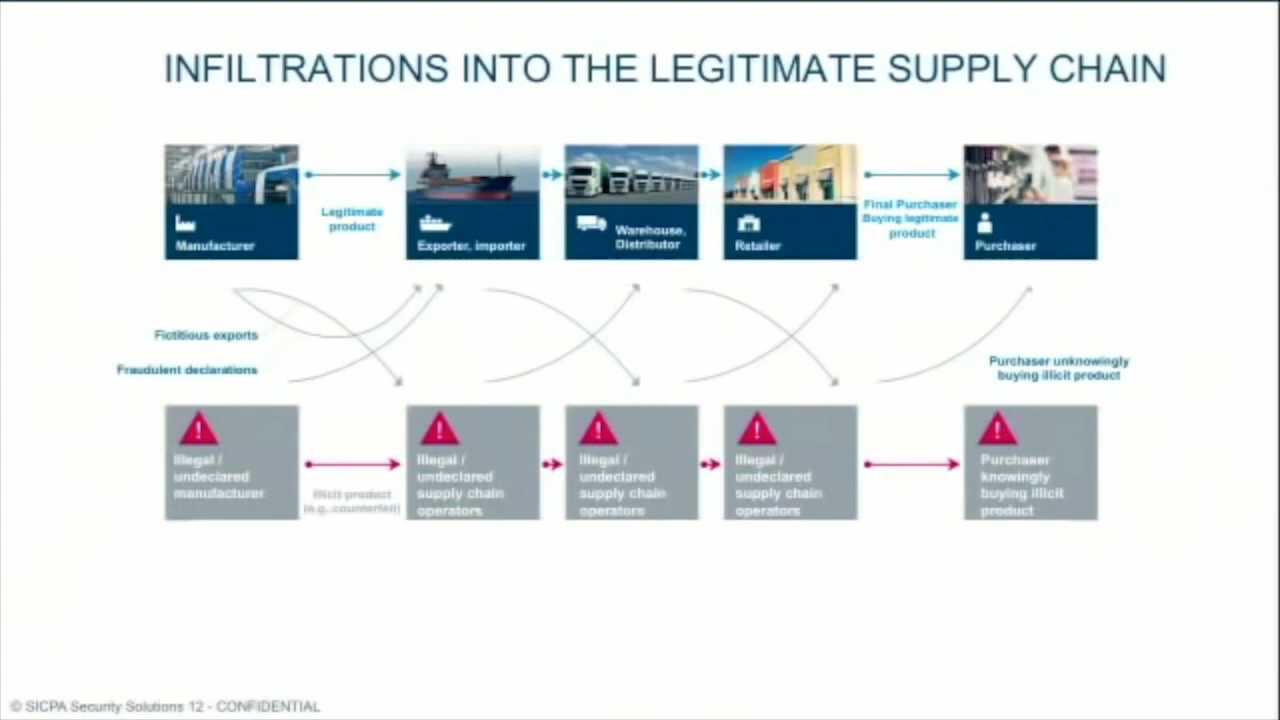 INFILTRATIONS INTO THE LEGITIMATE SUPPLY CHAIN
Manufacturer
Legitimate
product
Exporter, importer
Warehouse,
Distributor
Retailer
Final Purchaser
Buying legitimate
product
Purchaser
Fictitious exports
Fraudulent declarations
Purchaser unknowingly
buying illicit product
Illegal /
undeclared
manufacturer
Illicit product
(e.g. counterfeit)
Illegal /
undeclared
supply chain
operators
Illegal /
undeclared
supply chain
operators
Illegal /
undeclared
supply chain
operators
Purchaser
knowingly
buying illicit
product
© SICPA Security Solutions 12 - CONFIDENTIAL